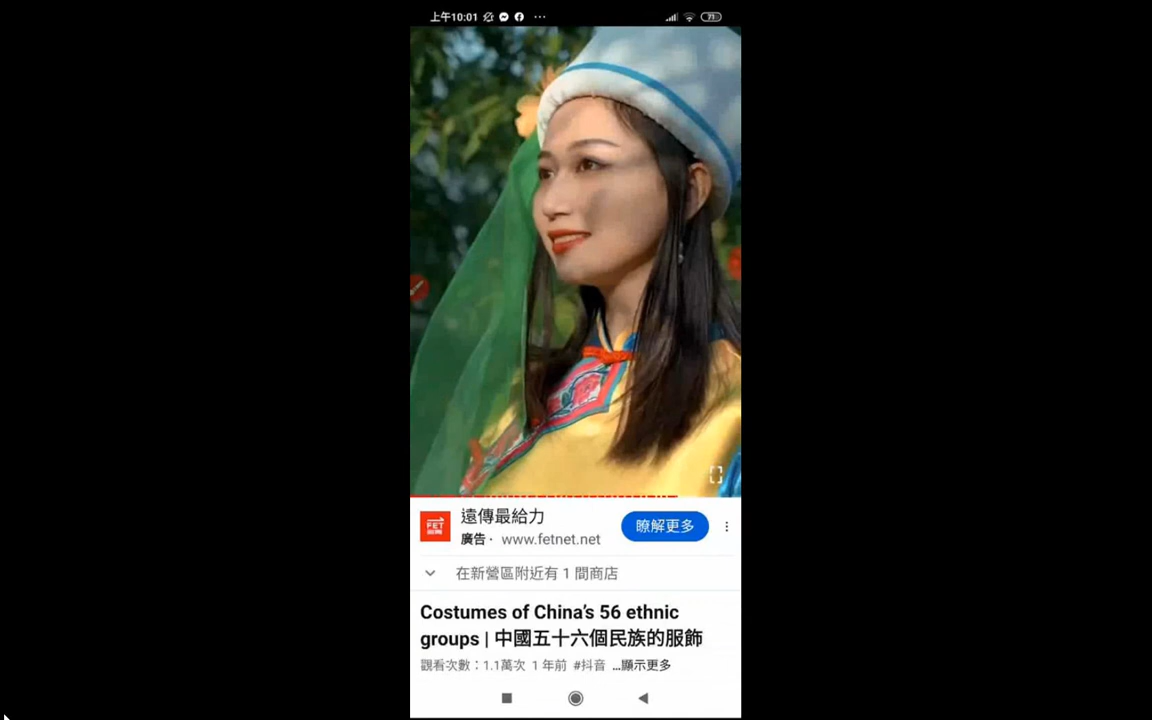 上午10:01
73
遠傳最給力
FET
廣告 · www.fetnet.net
瞭解更多
在新營區附近有 1 間商店
Costumes of China's 56 ethnic
groups | 中國五十六個民族的服飾
觀看次數：1.1萬次 1 年前 #抖音 ...顯示更多